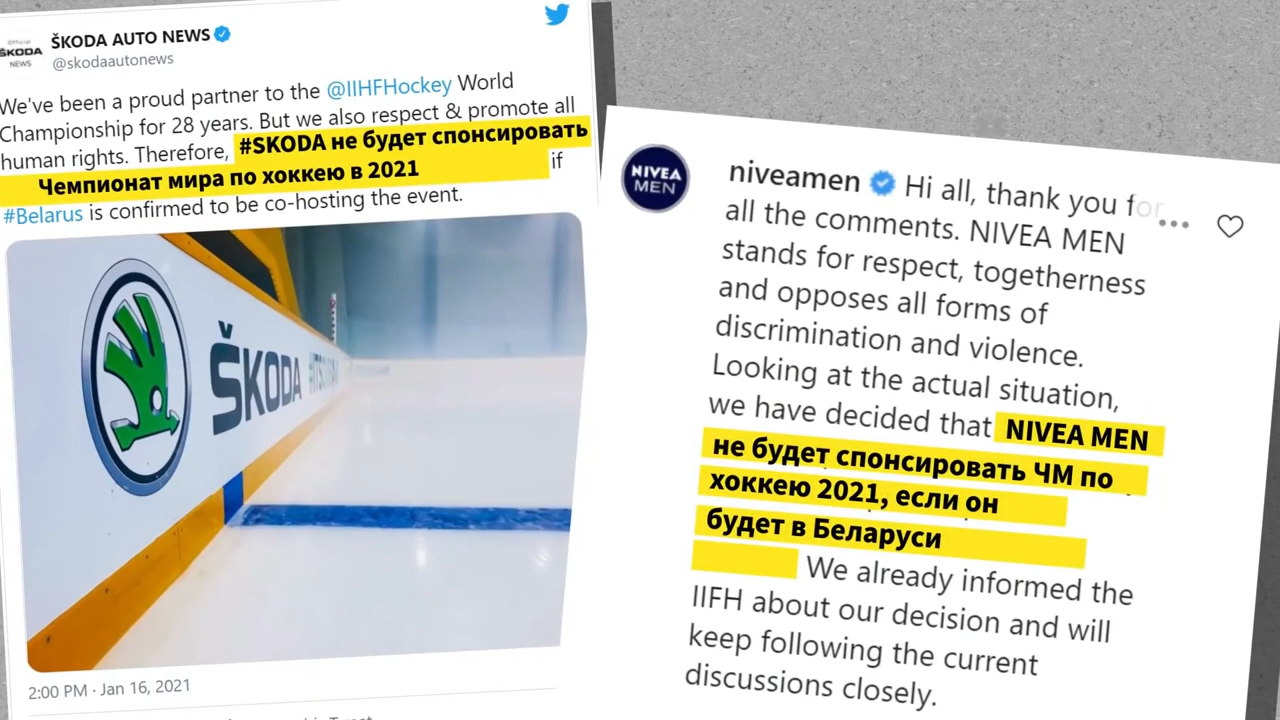 Official
ŠKODA
NEWS
ŠKODA AUTO NEWS
@skodaautonews
We've been a proud partner to the @IIHFHockey World
Championship for 28 years. But we also respect & promote all
human rights. Therefore, #SKODA не будет спонсировать
Чемпионат мира по хоккею в 2021 if
#Belarus is confirmed to be co-hosting the event.
ŠKODA
2:00 PM · Jan 16, 2021
NIVEA
MEN
niveamen Hi all, thank you for
all the comments. NIVEA MEN
stands for respect, togetherness
and opposes all forms of
discrimination and violence.
Looking at the actual situation,
we have decided that NIVEA MEN
не будет спонсировать ЧМ по
хоккею 2021, если он
будет в Беларуси
We already informed the
IIFH about our decision and will
keep following the current
discussions closely.